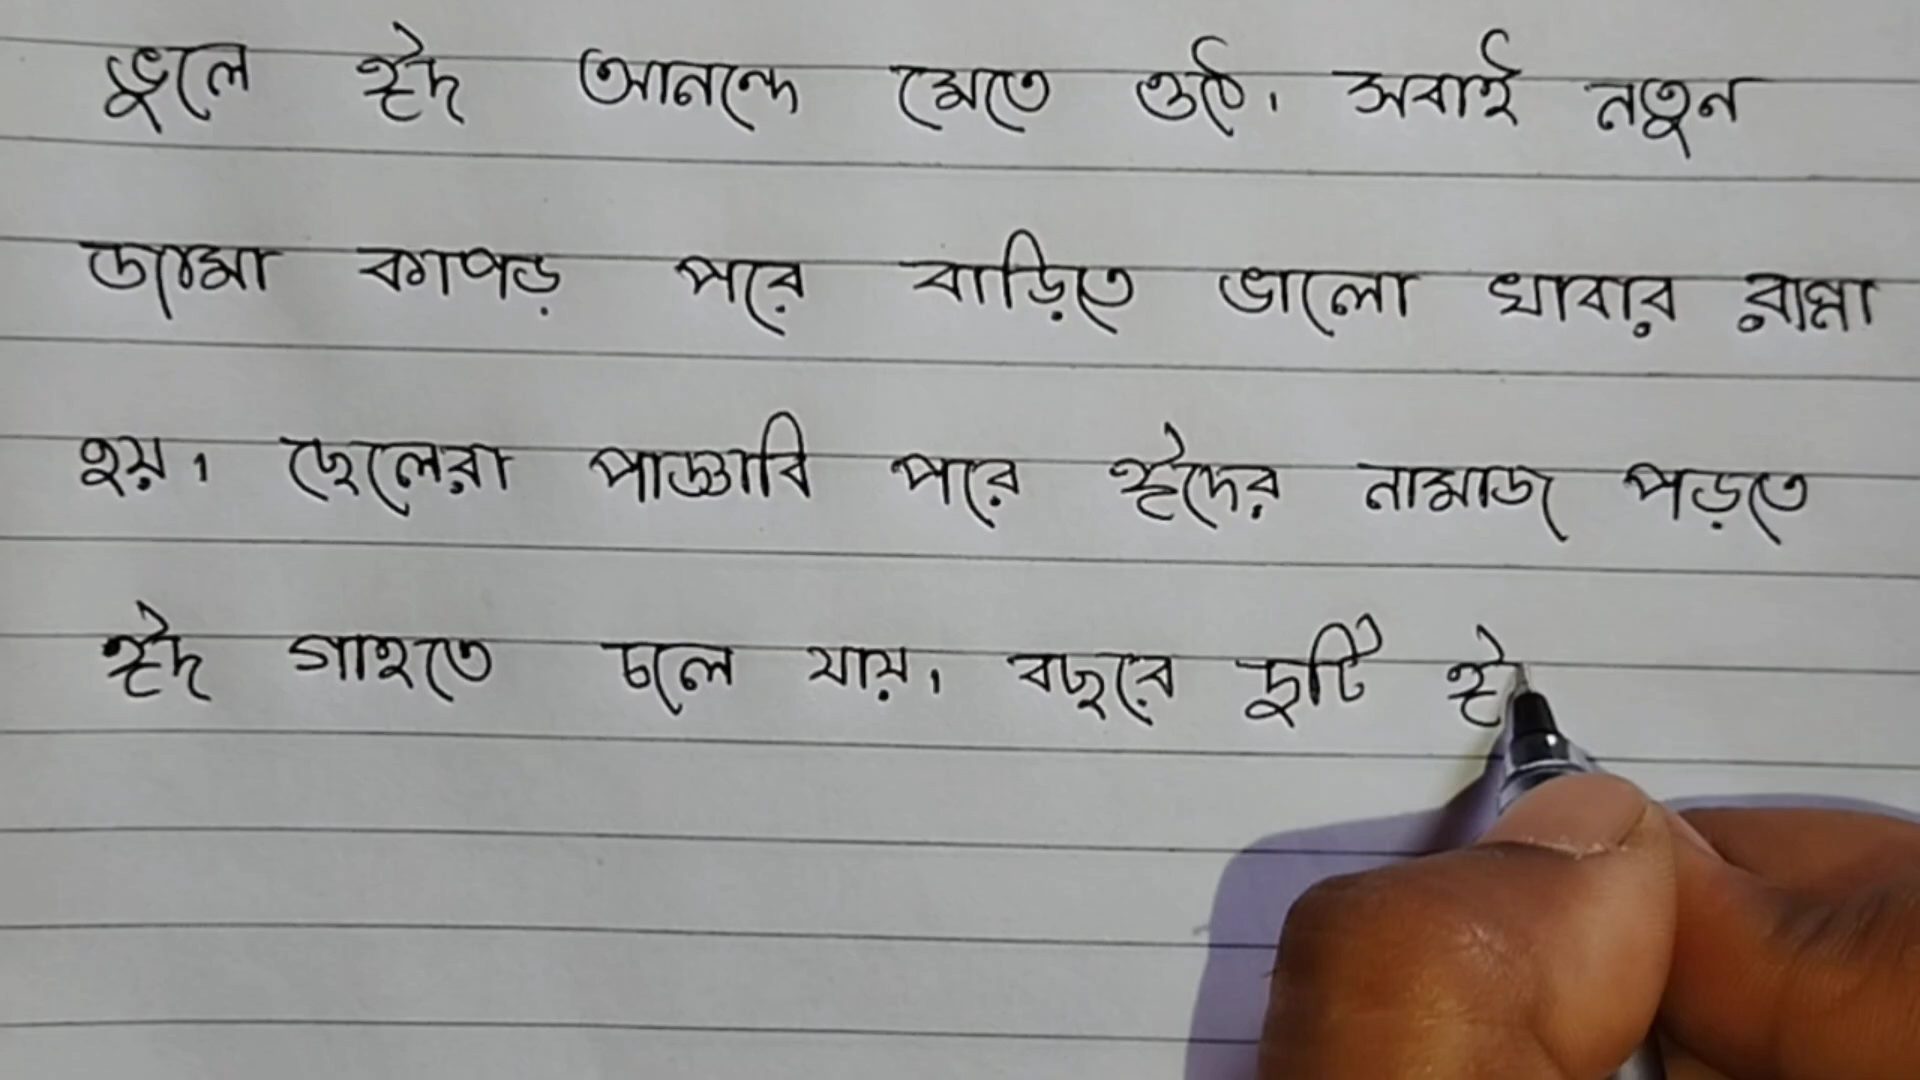 ভুলে ঈদ আনন্দে মেতে ওঠে। সবাই নতুন
জামা কাপড় পরে বাড়িতে ভালো খাবার রান্না
হয়। ছেলেরা পাঞ্জাবি পরে ঈদের নামাজ পড়তে
ঈদ গাহতে চলে যায়। বছরে দুটি ঈ